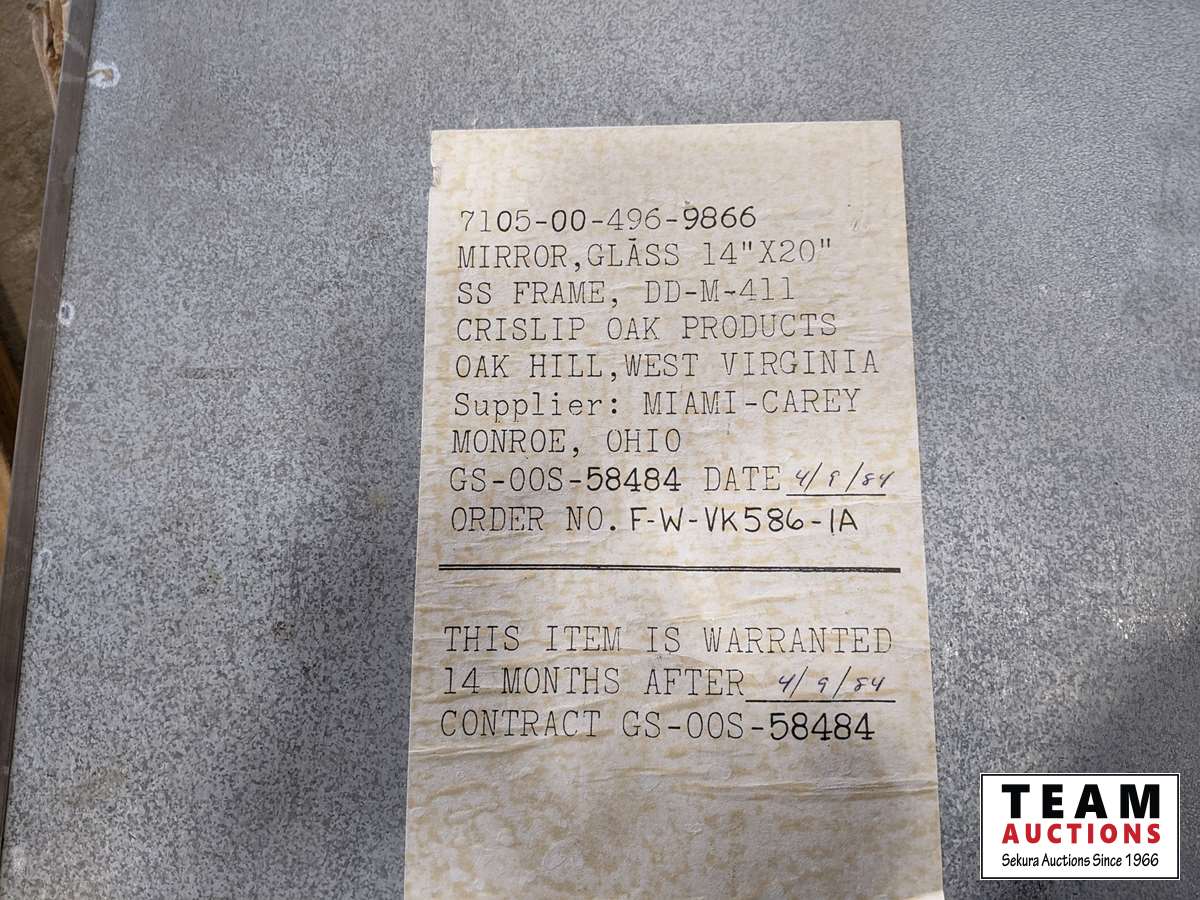 7105-00-496-9866
MIRROR,GLASS 14"X20"
SS FRAME, DD-M-411
CRISLIP OAK PRODUCTS
OAK HILL,WEST VIRGINIA
Supplier: MIAMI-CAREY
MONROE, OHIO
GS-00S-58484 DATE 4/9/84
ORDER NO. F-W-VK586-1A
THIS ITEM IS WARRANTED
14 MONTHS AFTER 4/9/84
CONTRACT GS-00S-58484
TEAM
AUCTIONS
Sekura Auctions Since 1966